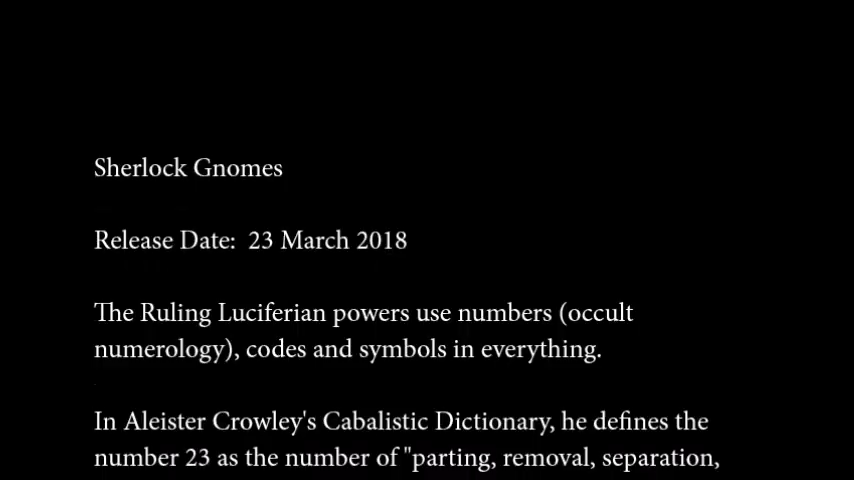 Sherlock Gnomes
Release Date:  23 March 2018
The Ruling Luciferian powers use numbers (occult
numerology), codes and symbols in everything.
In Aleister Crowley's Cabalistic Dictionary, he defines the
number 23 as the number of "parting, removal, separation,